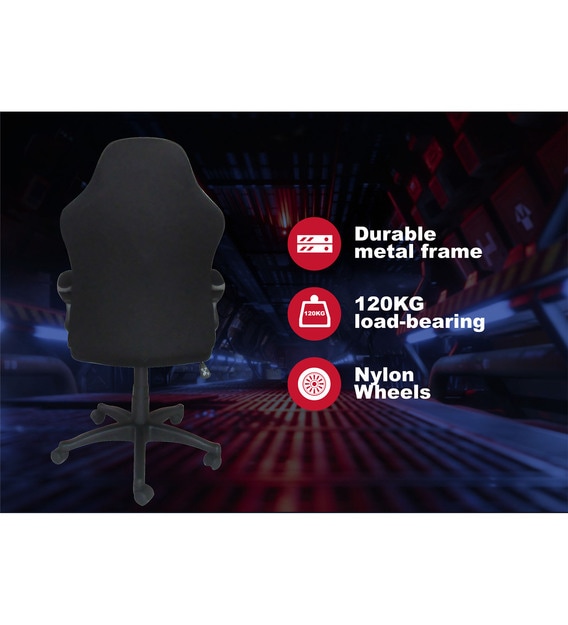 Durable
metal frame
120KG
120KG
load-bearing
Nylon
Wheels